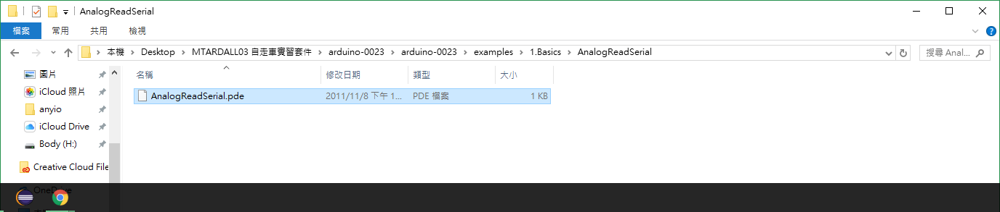 AnalogReadSerial
檔案 常用 共用 檢視
本機 Desktop MTARDALL03 自走車實習套件 arduino-0023 arduino-0023 examples 1.Basics AnalogReadSerial 搜尋 Anal...
圖片
iCloud 照片
anyio
iCloud Drive
Body (H:)
Creative Cloud File
OneDrive
名稱 修改日期 類型 大小
AnalogReadSerial.pde 2011/11/8 下午 1... PDE 檔案 1 KB